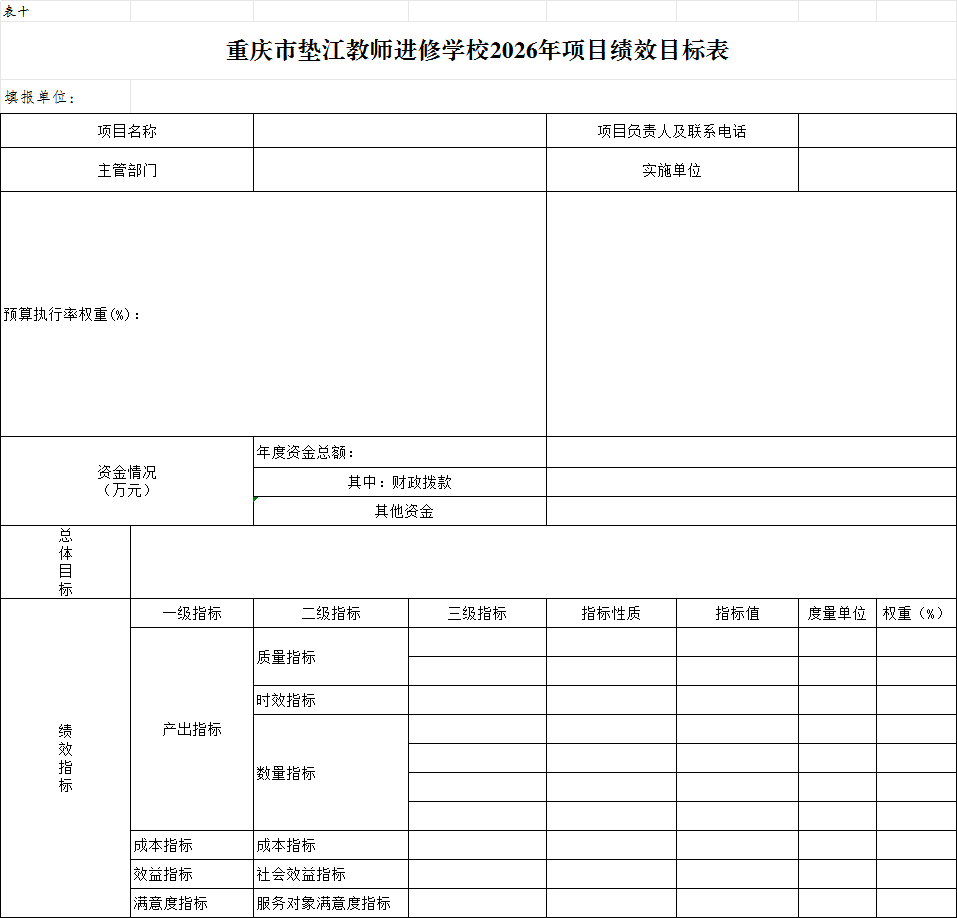 表十
重庆市垫江教师进修学校2026年项目绩效目标表
填报单位：
项目名称 项目负责人及联系电话
主管部门 实施单位
预算执行率权重(%)：
资金情况
（万元）
年度资金总额：
其中：财政拨款
其他资金
总
体
目
标
绩
效
指
标
一级指标 二级指标 三级指标 指标性质 指标值 度量单位 权重（%）
产出指标
质量指标
时效指标
数量指标
成本指标 成本指标
效益指标 社会效益指标
满意度指标 服务对象满意度指标